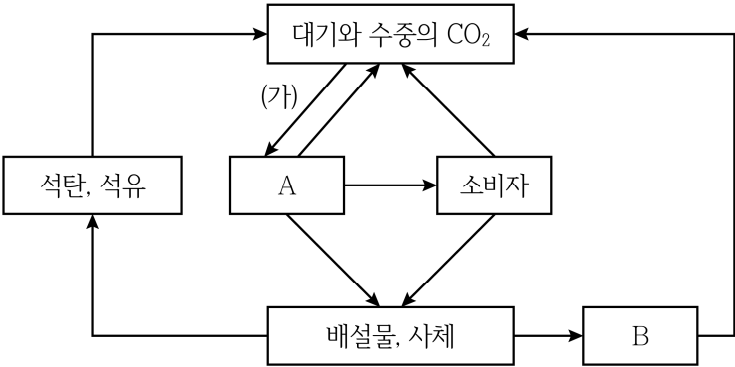 대기와 수중의 CO₂
(가)
석탄, 석유
A
소비자
배설물, 사체
B